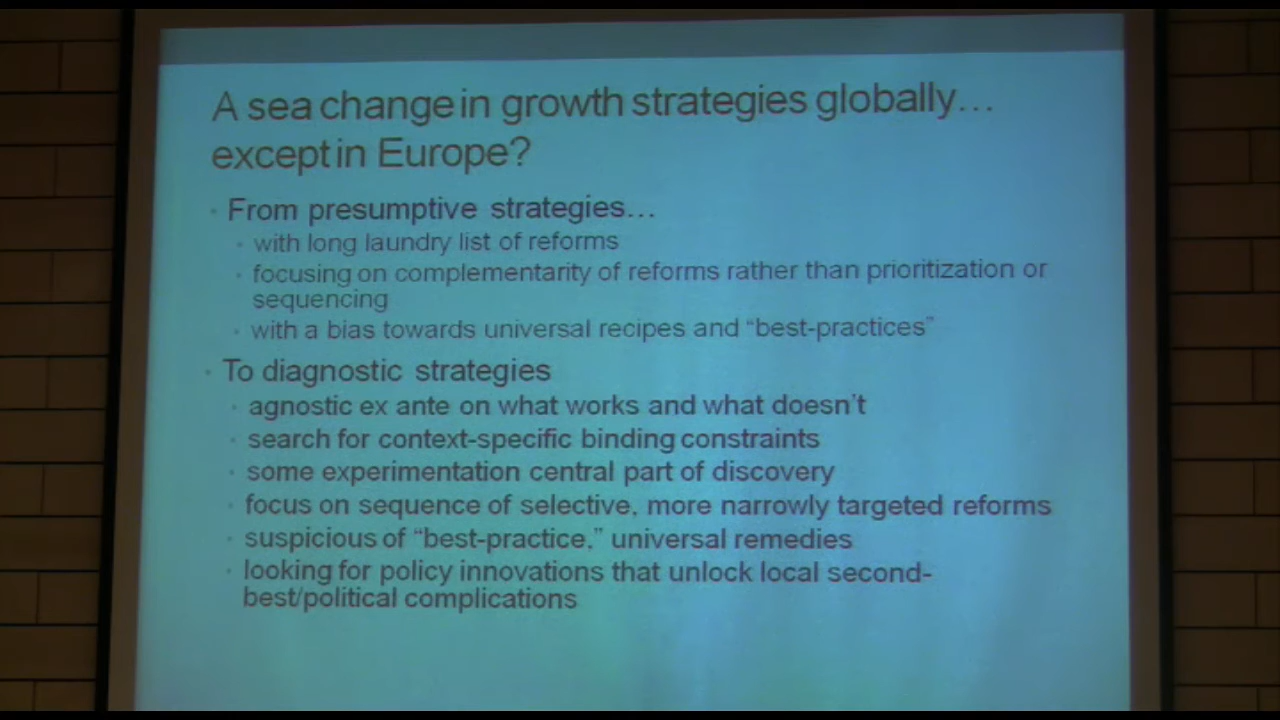 A sea change in growth strategies globally…
except in Europe?
• From presumptive strategies…
• with long laundry list of reforms
• focusing on complementarity of reforms rather than prioritization or
sequencing
• with a bias towards universal recipes and “best-practices”
• To diagnostic strategies
• agnostic ex ante on what works and what doesn’t
• search for context-specific binding constraints
• some experimentation central part of discovery
• focus on sequence of selective, more narrowly targeted reforms
• suspicious of “best-practice,” universal remedies
• looking for policy innovations that unlock local second-
best/political complications